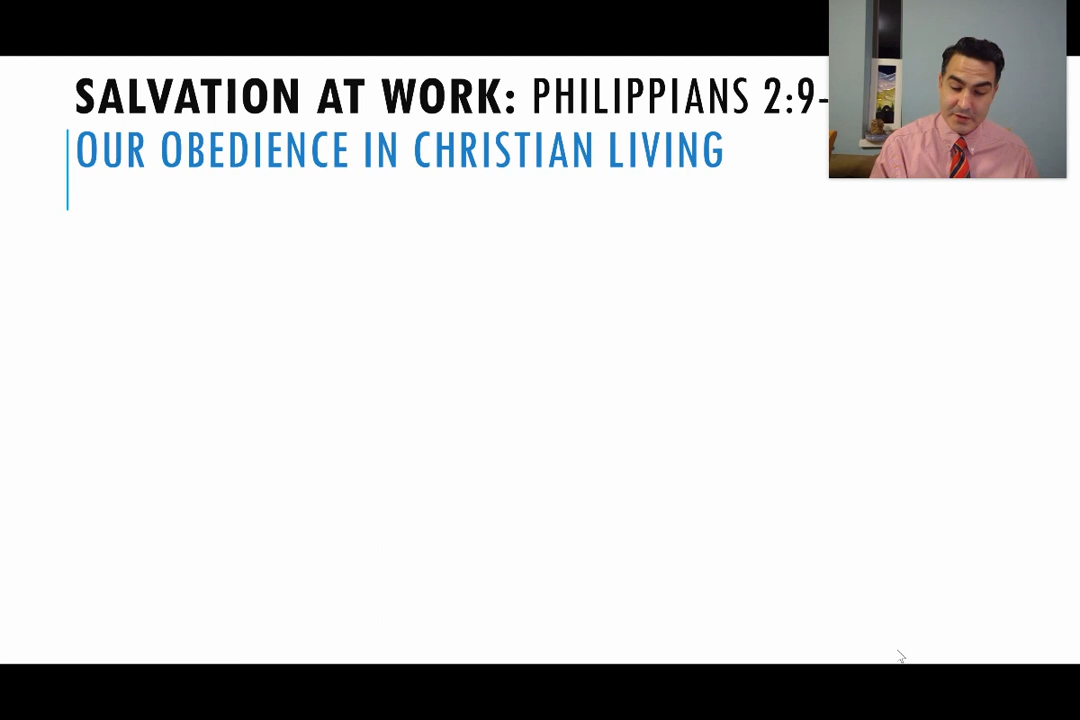 SALVATION AT WORK: PHILIPPIANS 2:9-
OUR OBEDIENCE IN CHRISTIAN LIVING